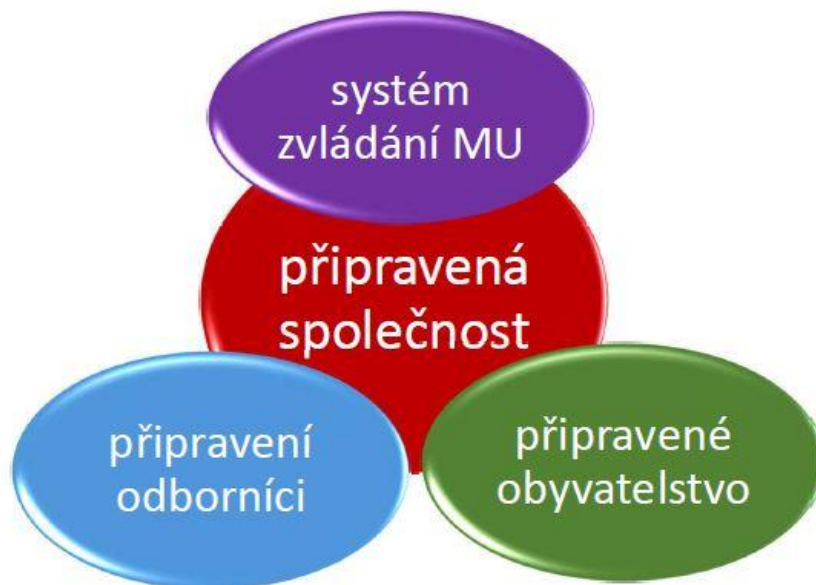 systém
zvládání MU
připravená
společnost
připravení
odborníci
připravené
obyvatelstvo